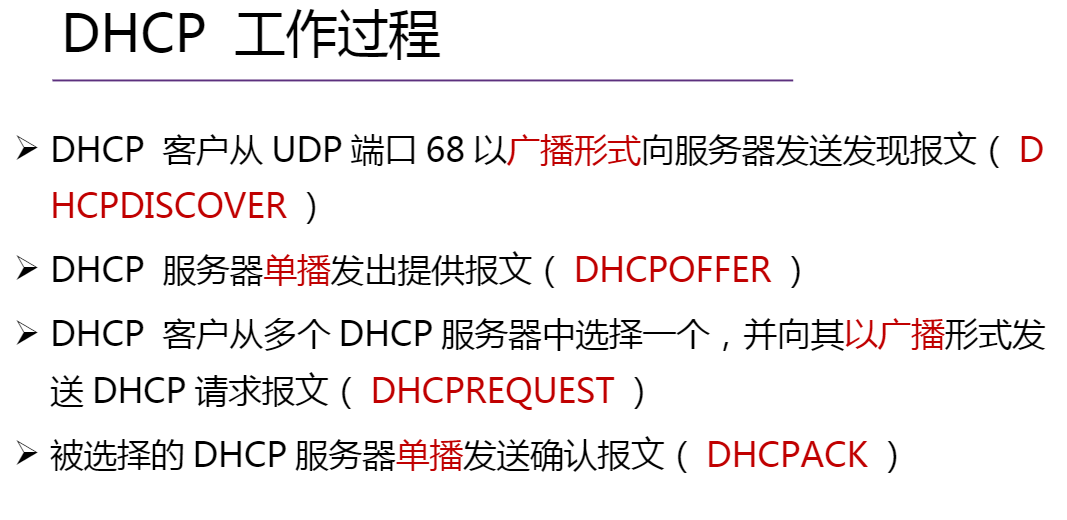 DHCP 工作过程
➢ DHCP 客户从 UDP 端口 68 以广播形式向服务器发送发现报文（ D
HCPDISCOVER ）
➢ DHCP 服务器单播发出提供报文（ DHCPOFFER ）
➢ DHCP 客户从多个 DHCP 服务器中选择一个，并向其以广播形式发
送 DHCP 请求报文（ DHCPREQUEST ）
➢ 被选择的 DHCP 服务器单播发送确认报文（ DHCPACK ）